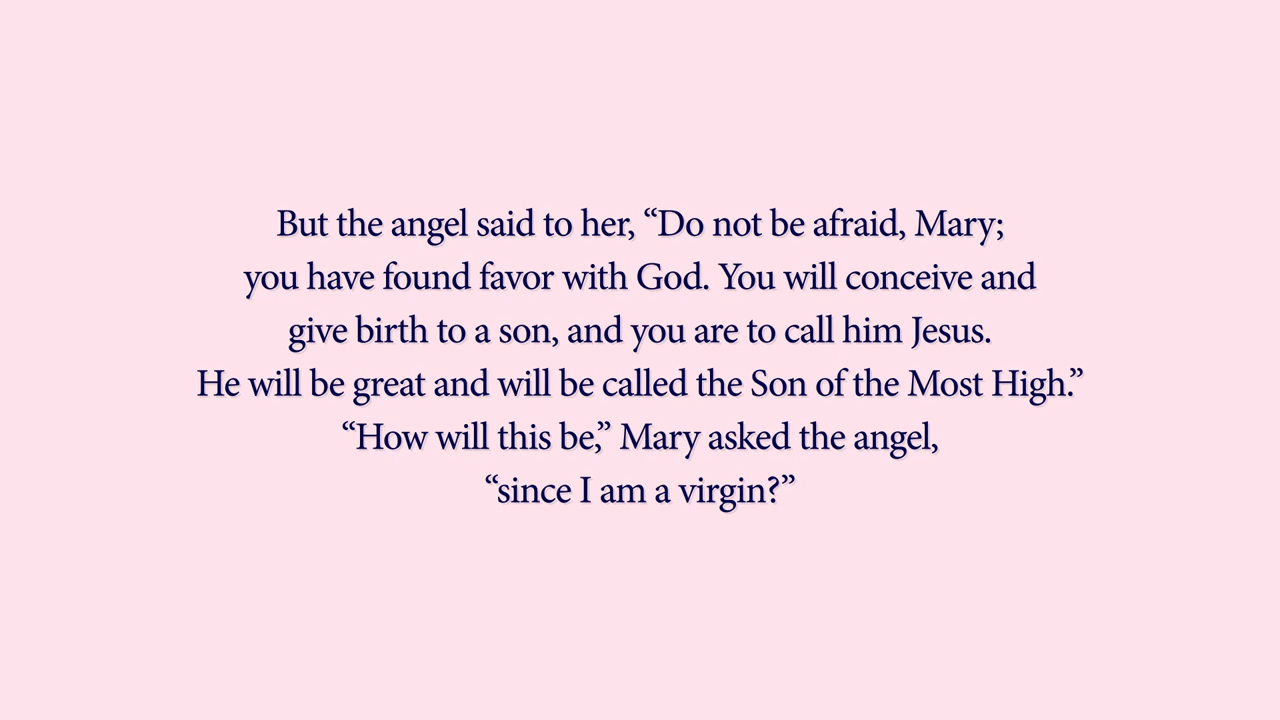 But the angel said to her, “Do not be afraid, Mary;
you have found favor with God. You will conceive and
give birth to a son, and you are to call him Jesus.
He will be great and will be called the Son of the Most High.”
“How will this be,” Mary asked the angel,
“since I am a virgin?”